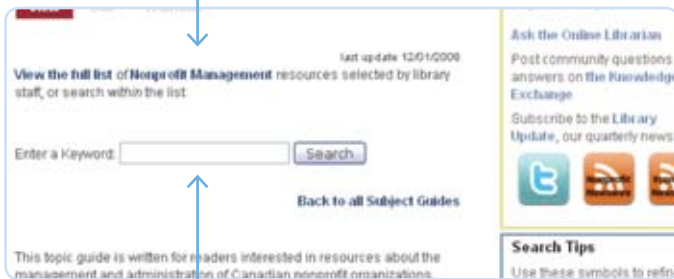 last update 12/01/2009
View the full list of Nonprofit Management resources selected by library
staff, or search within the list
Enter a Keyword:
Search
Back to all Subject Guides
This topic guide is written for readers interested in resources about the
management and administration of Canadian nonprofit organizations
Ask the Online Librarian
Post community questions
answers on the Knowledge
Exchange
Subscribe to the Library
Update, our quarterly news
Search Tips
Use these symbols to refin